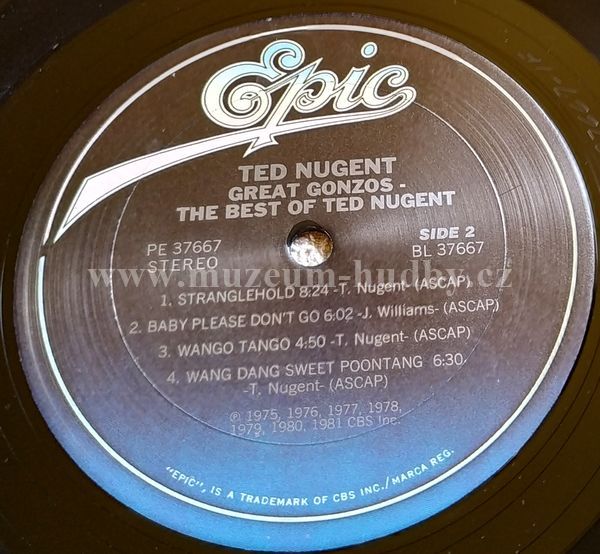 Epic
TED NUGENT
GREAT GONZOS -
THE BEST OF TED NUGENT
PE 37667
STEREO
SIDE 2
BL 37667
www.muzeum-hudby.cz
1. STRANGLEHOLD 8:24 -T. Nugent- (ASCAP)
2. BABY PLEASE DON'T GO 6:02 -J. Williams- (ASCAP)
3. WANGO TANGO 4:50 -T. Nugent- (ASCAP)
4. WANG DANG SWEET POONTANG 6:30
-T. Nugent- (ASCAP)
℗ 1975, 1976, 1977, 1978,
1979, 1980, 1981 CBS Inc.
"EPIC", IS A TRADEMARK OF CBS INC./MARCA REG.